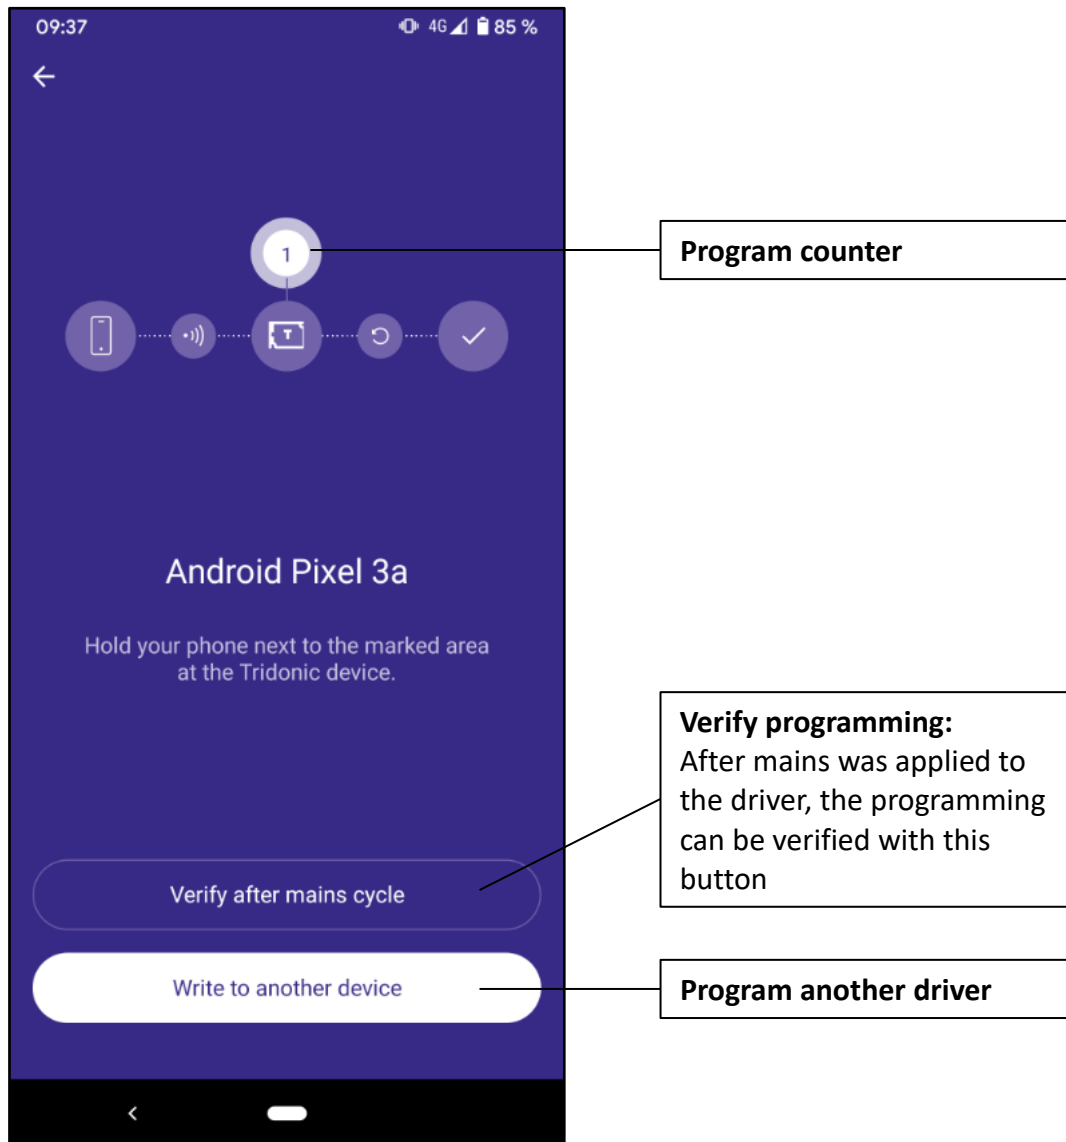 09:37
4G 85 %
1
T
Android Pixel 3a
Hold your phone next to the marked area
at the Tridonic device.
Verify after mains cycle
Write to another device
Program counter
Verify programming:
After mains was applied to
the driver, the programming
can be verified with this
button
Program another driver